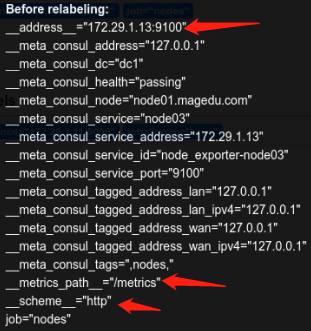 Before relabeling:
__address__="172.29.1.13:9100"
__meta_consul_address="127.0.0.1"
__meta_consul_dc="dc1"
__meta_consul_health="passing"
__meta_consul_node="node01.magedu.com"
__meta_consul_service="node03"
__meta_consul_service_address="172.29.1.13"
__meta_consul_service_id="node_exporter-node03"
__meta_consul_service_port="9100"
__meta_consul_tagged_address_lan="127.0.0.1"
__meta_consul_tagged_address_lan_ipv4="127.0.0.1"
__meta_consul_tagged_address_wan="127.0.0.1"
__meta_consul_tagged_address_wan_ipv4="127.0.0.1"
__meta_consul_tags=",nodes,"
__metrics_path__="/metrics"
__scheme__="http"
job="nodes"